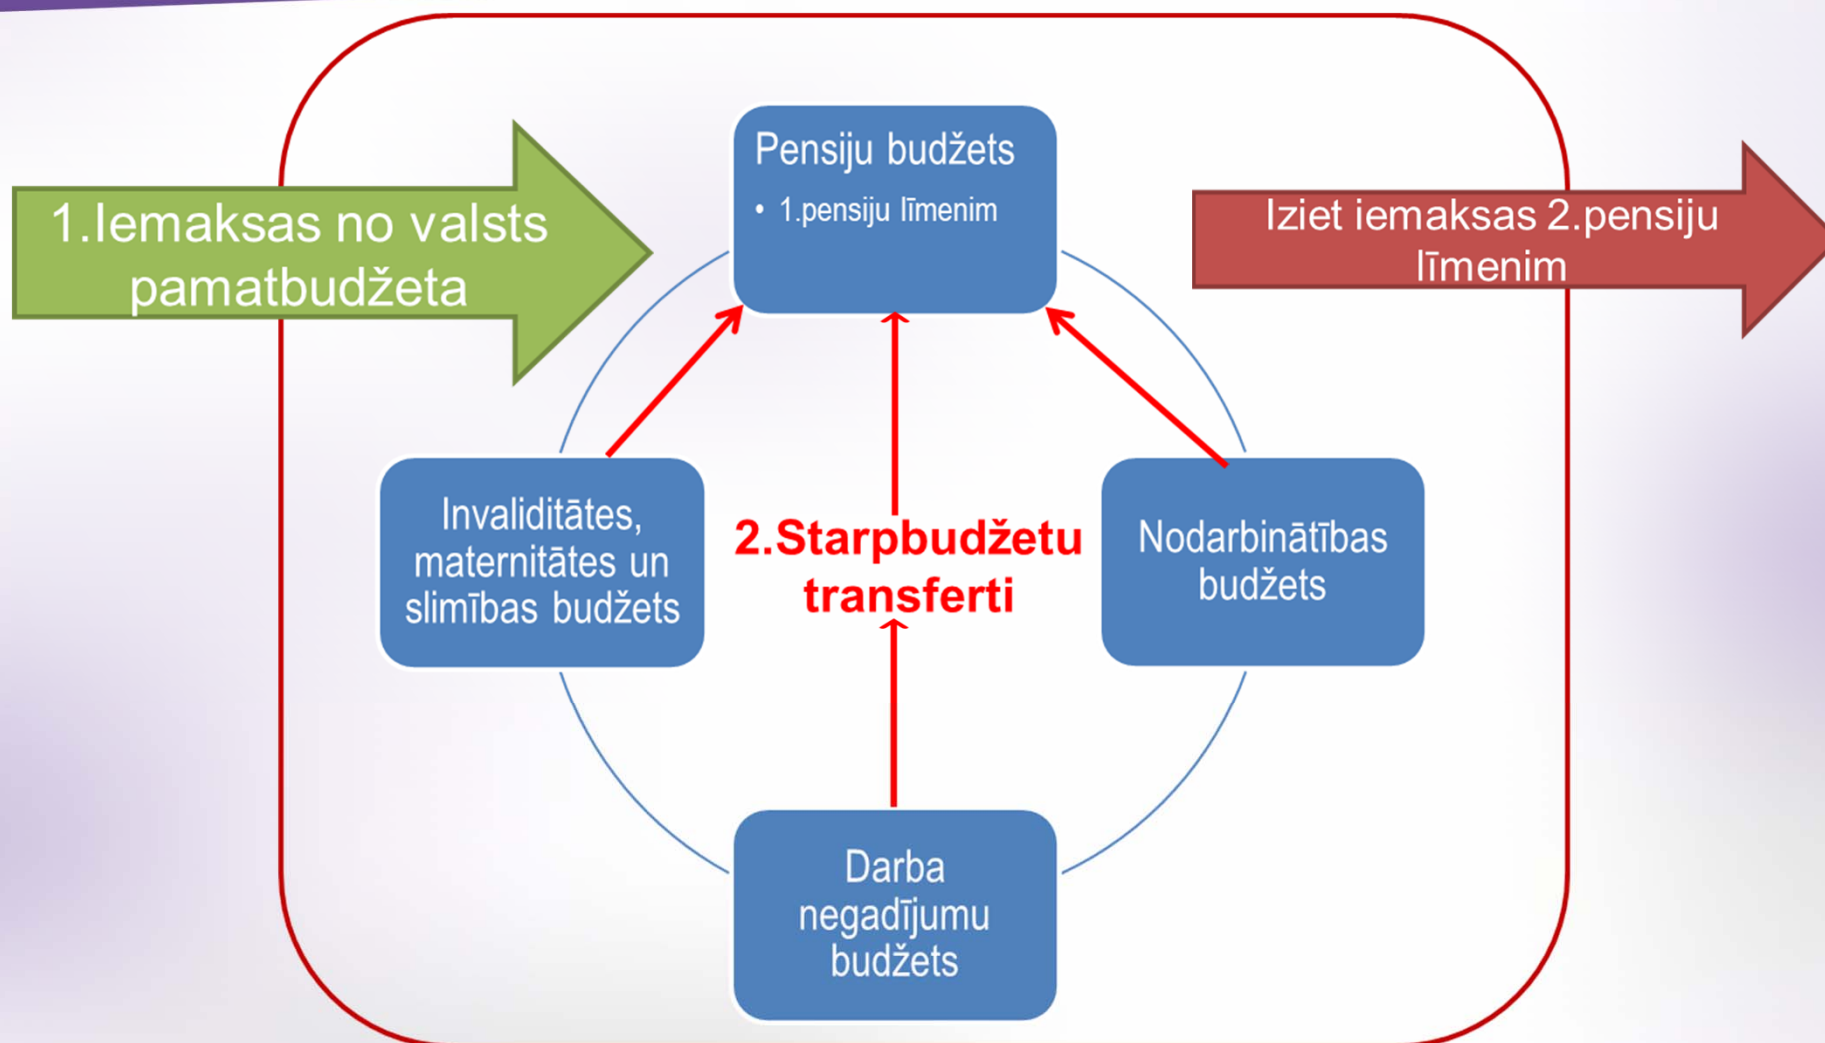 Pensiju budžets
• 1.pensiju līmenim
1.Iemaksas no valsts
pamatbudžeta
Iziet iemaksas 2.pensiju
līmenim
Invaliditātes,
maternitātes un
slimības budžets
2.Starpbudžetu
transferti
Nodarbinātības
budžets
Darba
negadījumu
budžets